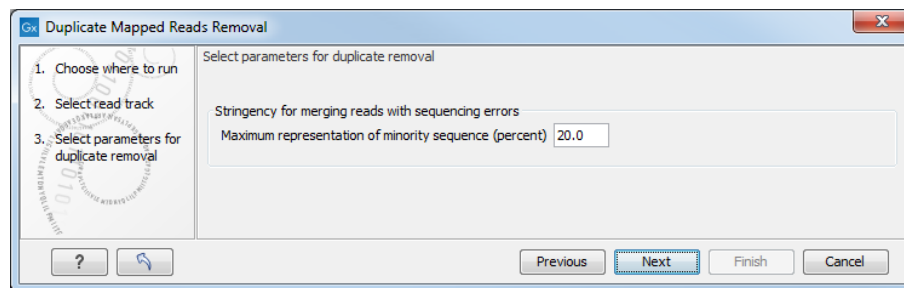 Gx Duplicate Mapped Reads Removal
X
1. Choose where to run
2. Select read track
3. Select parameters for
duplicate removal
Select parameters for duplicate removal
Stringency for merging reads with sequencing errors
Maximum representation of minority sequence (percent) 20.0
?
Previous Next Finish Cancel